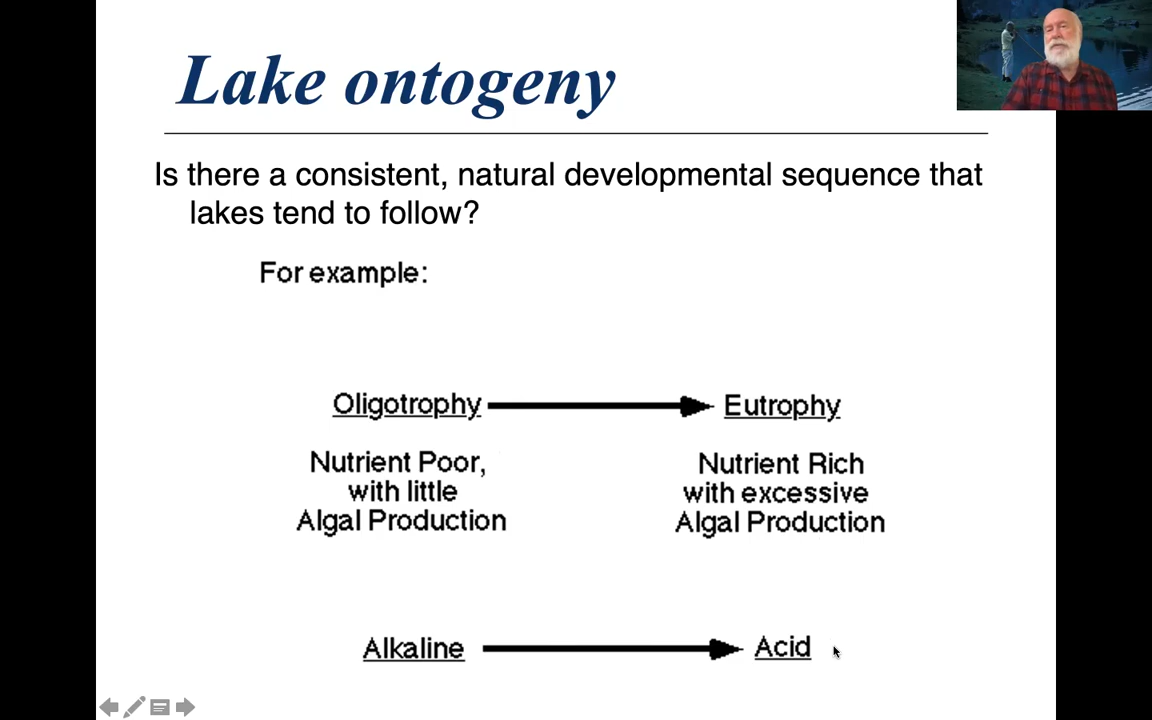 Lake ontogeny
Is there a consistent, natural developmental sequence that
lakes tend to follow?
For example:
Oligotrophy
Eutrophy
Nutrient Poor,
with little
Algal Production
Nutrient Rich
with excessive
Algal Production
Alkaline
Acid